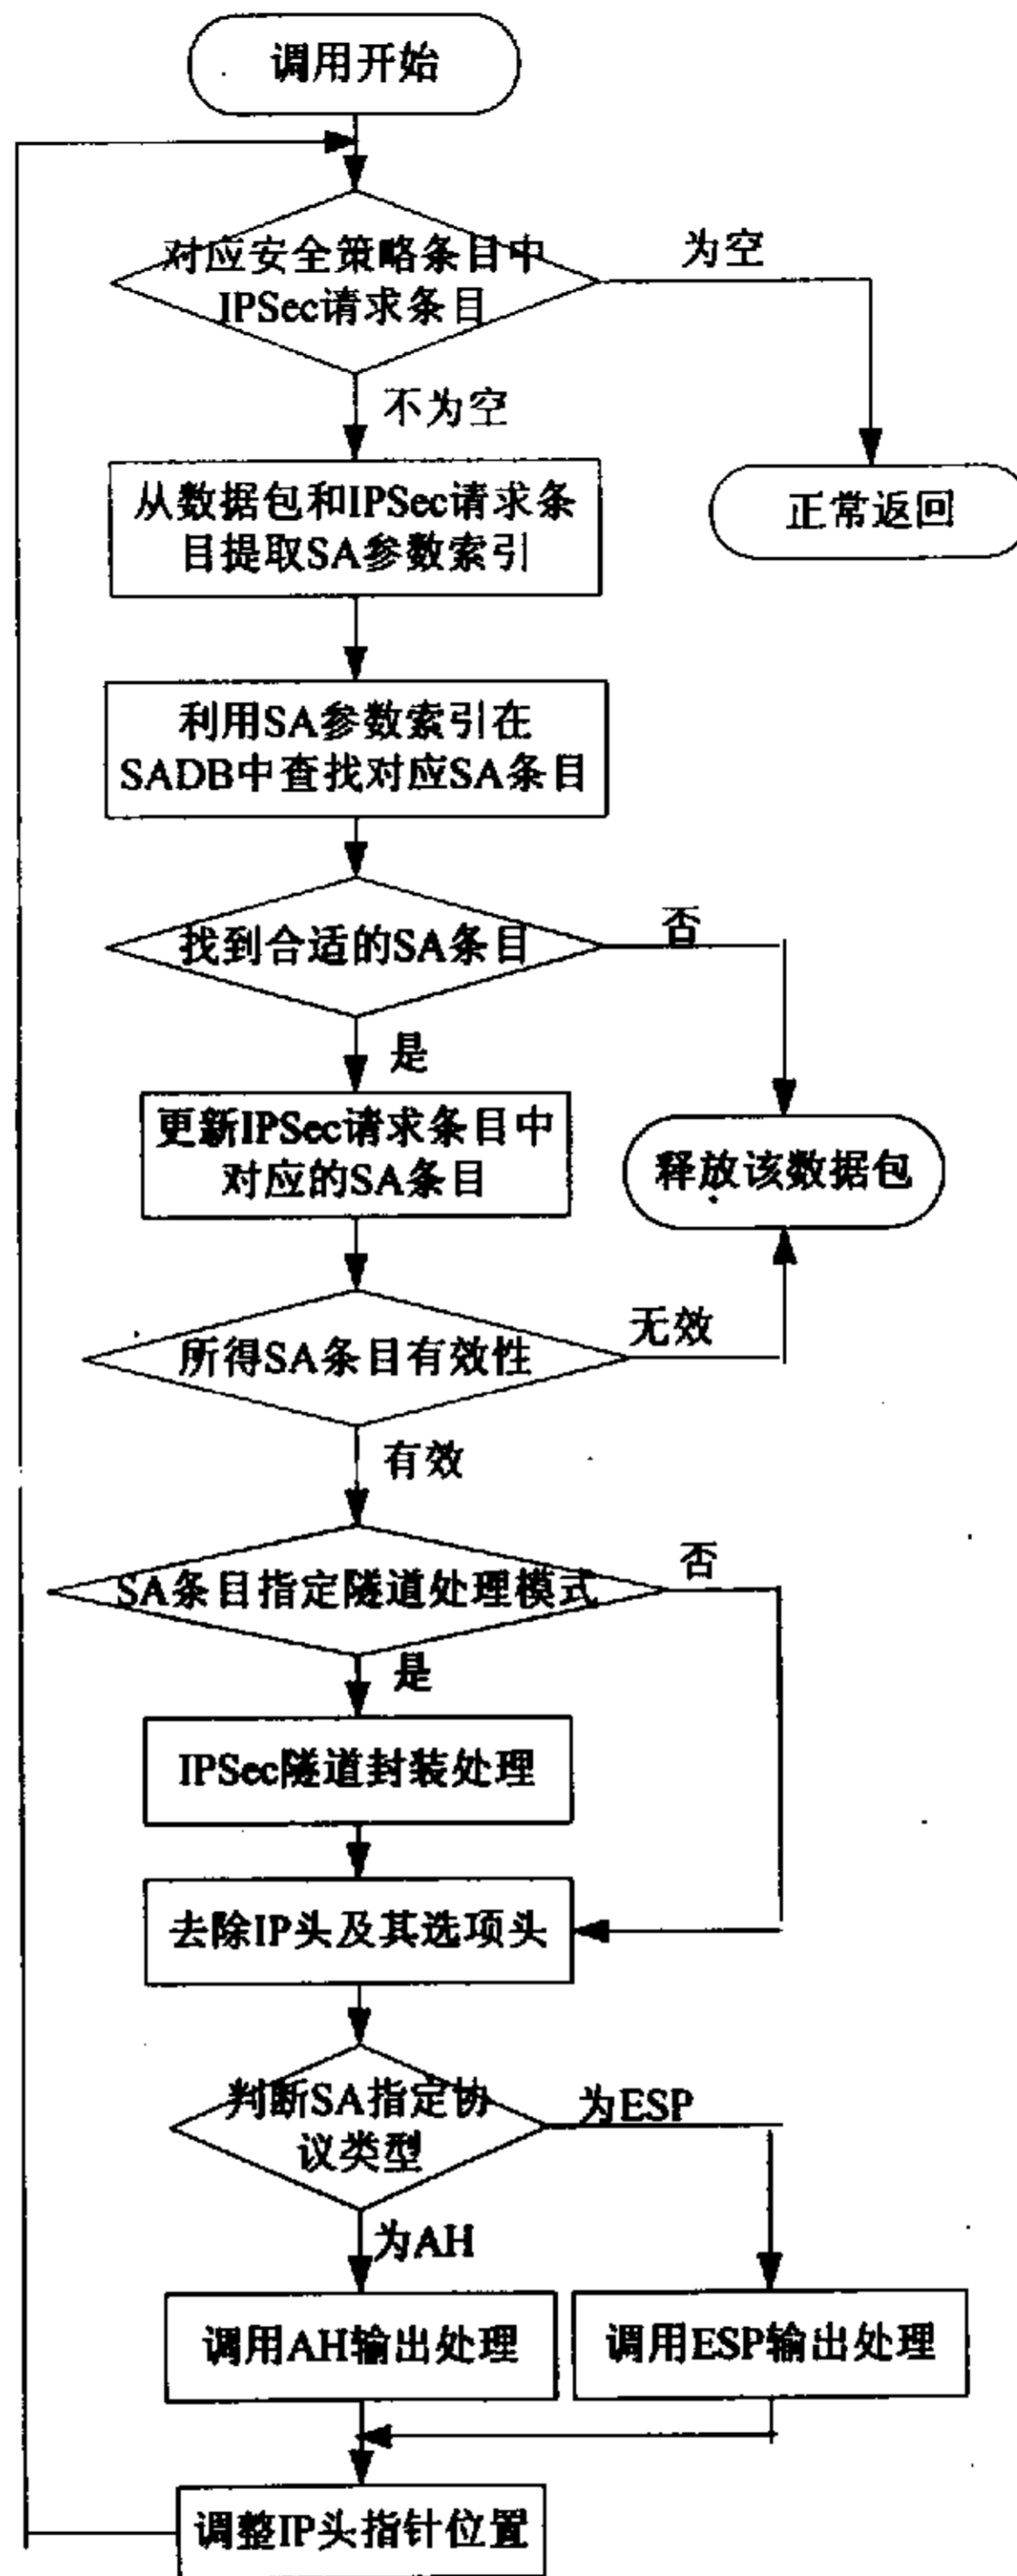 调用开始
对应安全策略条目中
IPSec请求条目
为空
不为空
正常返回
从数据包和IPSec请求条
目提取SA参数索引
利用SA参数索引在
SADB中查找对应SA条目
找到合适的SA条目
否
是
更新IPSec请求条目中
对应的SA条目
释放该数据包
所得SA条目有效性
无效
有效
SA条目指定隧道处理模式
否
是
IPSec隧道封装处理
去除IP头及其选项头
判断SA指定协
议类型
为ESP
为AH
调用AH输出处理
调用ESP输出处理
调整IP头指针位置